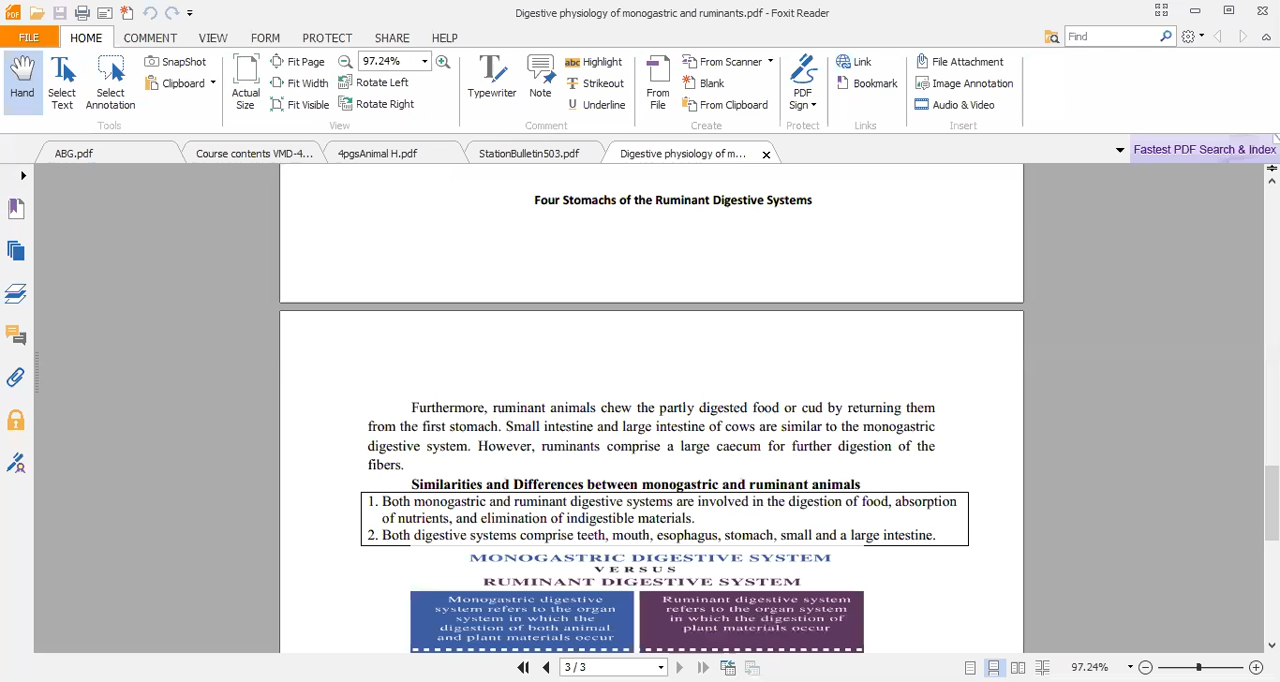 Digestive physiology of monogastric and ruminants.pdf - Foxit Reader
FILE HOME COMMENT VIEW FORM PROTECT SHARE HELP
Find
Hand
Select Text
Select Annotation
SnapShot
Clipboard
Tools
Actual Size
Fit Page
Fit Width
Fit Visible
97.24%
Rotate Left
Rotate Right
View
Typewriter
Note
Highlight
Strikeout
Underline
Comment
From File
From Scanner
Blank
From Clipboard
Create
PDF Sign
Protect
Link
Bookmark
Links
File Attachment
Image Annotation
Audio & Video
Insert
ABG.pdf
Course contents VMD-4...
4pgsAnimal H.pdf
StationBulletin503.pdf
Digestive physiology of m...
Fastest PDF Search & Index
Four Stomachs of the Ruminant Digestive Systems
Furthermore, ruminant animals chew the partly digested food or cud by returning them
from the first stomach. Small intestine and large intestine of cows are similar to the monogastric
digestive system. However, ruminants comprise a large caecum for further digestion of the
fibers.
Similarities and Differences between monogastric and ruminant animals
1. Both monogastric and ruminant digestive systems are involved in the digestion of food, absorption
of nutrients, and elimination of indigestible materials.
2. Both digestive systems comprise teeth, mouth, esophagus, stomach, small and a large intestine.
MONOGASTRIC DIGESTIVE SYSTEM
VERSUS
RUMINANT DIGESTIVE SYSTEM
Monogastric digestive
system refers to the organ
system in which the
digestion of both animal
and plant materials occur
Ruminant digestive system
refers to the organ system
in which the digestion of
plant materials occur
3 / 3
97.24%